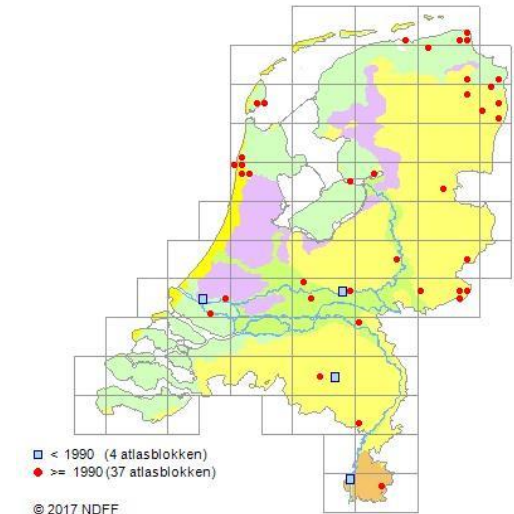 < 1990 (4 atlasblokken)
>= 1990 (37 atlasblokken)
© 2017 NDFF